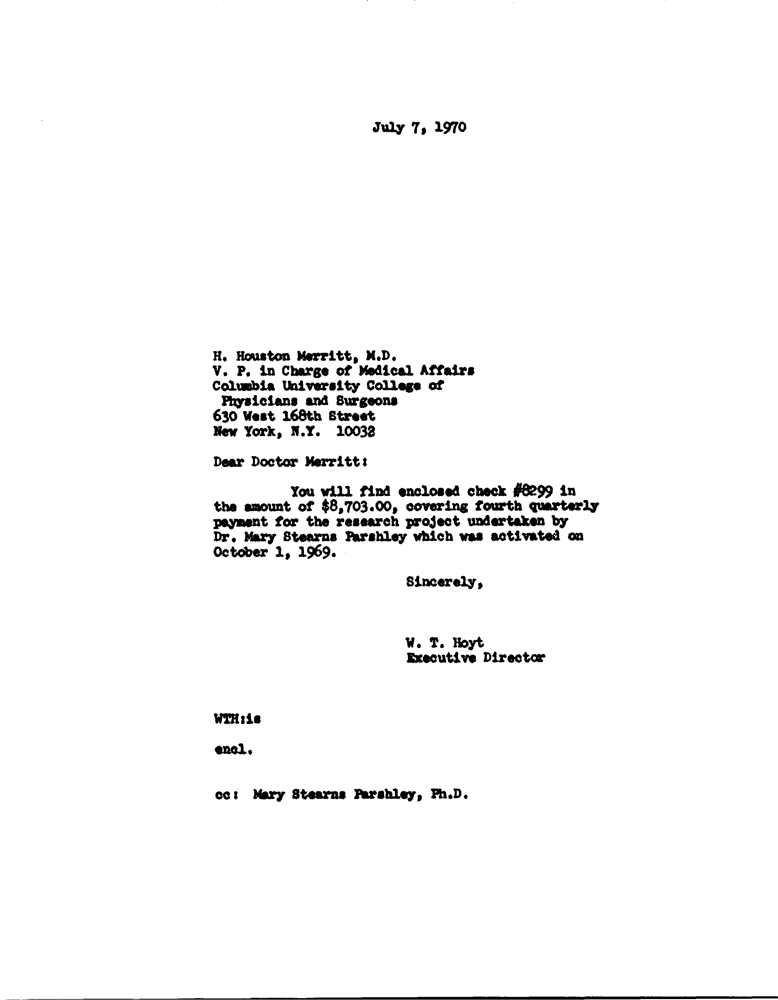 July 7, 1970
H. Houston Merritt, M.D.
V. P. in Charge of Medical Affairs
Columbia University College of
Physicians and Surgeons
630 West 168th Street
New York, N.Y. 10032
Dear Doctor Merritt:
You will find enclosed check #8299 in
the amount of $8,703.00, covering fourth quarterly
payment for the research project undertaken by
Dr. Mary Stearns Parshley which was activated on
October 1, 1969.
Sincerely,
W. T. Hoyt
Executive Director
WTH:is
encl.
cc: Mary Stearns Parshley, Ph.D.